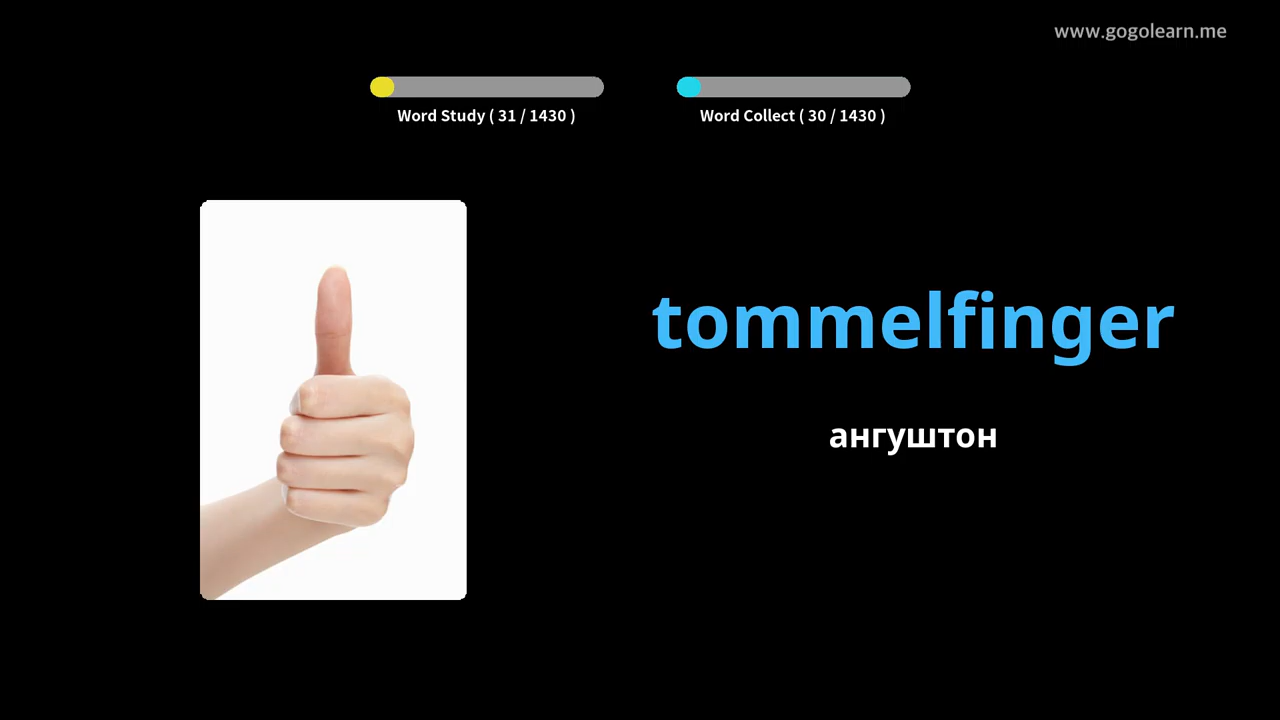 www.gogolearn.me
Word Study ( 31 / 1430 )
Word Collect ( 30 / 1430 )
tommelfinger
ангуштон